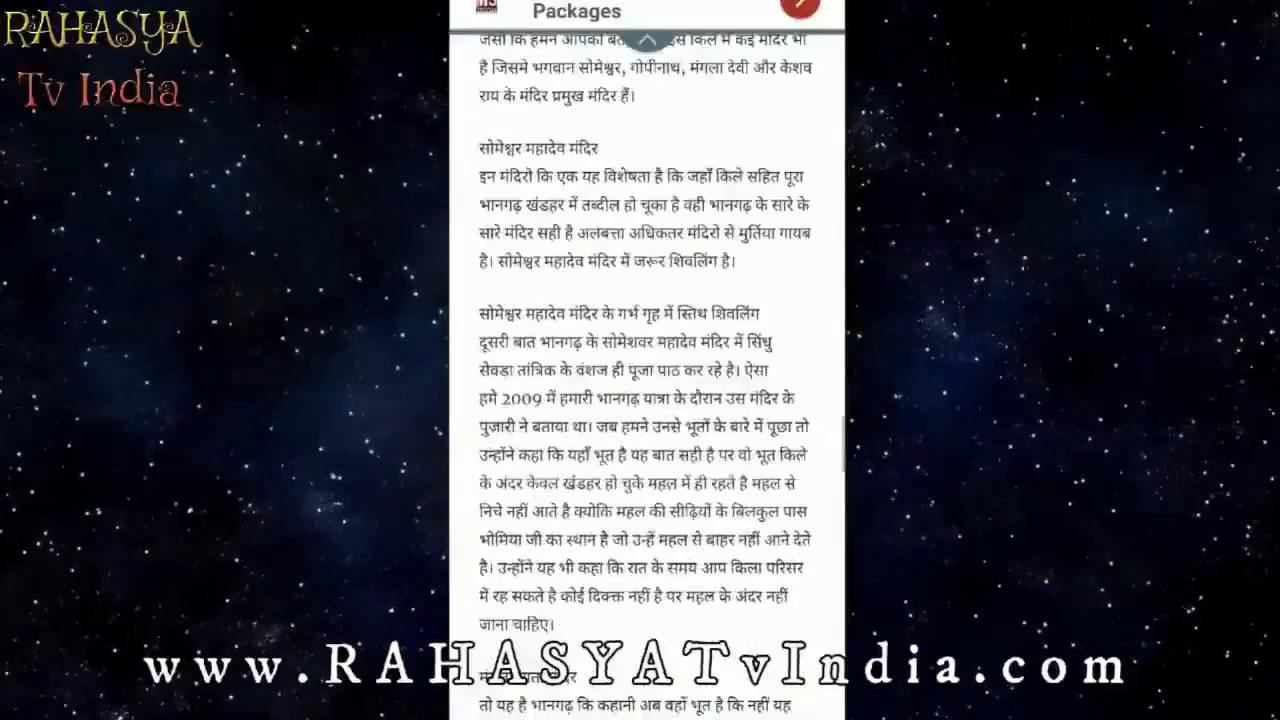 RAHASYA
Tv India
Packages
जैसा कि हमने आपको इस किले में कई मंदिर भी
है जिसमे भगवान सोमेश्वर, गोपीनाथ, मंगला देवी और केशव
राय के मंदिर प्रमुख मंदिर हैं।
सोमेश्वर महादेव मंदिर
इन मंदिरो कि एक यह विशेषता है कि जहाँ किले सहित पूरा
भानगढ़ खंडहर में तब्दील हो चूका है वही भानगढ़ के सारे के
सारे मंदिर सही है अलबत्ता अधिकतर मंदिरो से मुर्तिया गायब
है। सोमेश्वर महादेव मंदिर में जरूर शिवलिंग है।
सोमेश्वर महादेव मंदिर के गर्भ गृह में स्तिथ शिवलिंग
दूसरी बात भानगढ़ के सोमेशवर महादेव मंदिर में सिंधु
सेवडा तांत्रिक के वंशज ही पूजा पाठ कर रहे है। ऐसा
हमे 2009 में हमारी भानगढ़ यात्रा के दौरान उस मंदिर के
पुजारी ने बताया था। जब हमने उनसे भूतों के बारे में पूछा तो
उन्होंने कहा कि यहाँ भूत है यह बात सही है पर वो भूत किले
के अंदर केवल खंडहर हो चुके महल में ही रहते है महल से
निचे नहीं आते है क्योकि महल की सीढ़ियों के बिलकुल पास
भोमिया जी का स्थान है जो उन्हें महल से बाहर नहीं आने देते
है। उन्होंने यह भी कहा कि रात के समय आप किला परिसर
में रह सकते है कोई दिक्क्त नहीं है पर महल के अंदर नहीं
जाना चाहिए।
www.RAHASYATvIndia.com
तो यह है भानगढ़ कि कहानी अब वहाँ भूत है कि नहीं यह